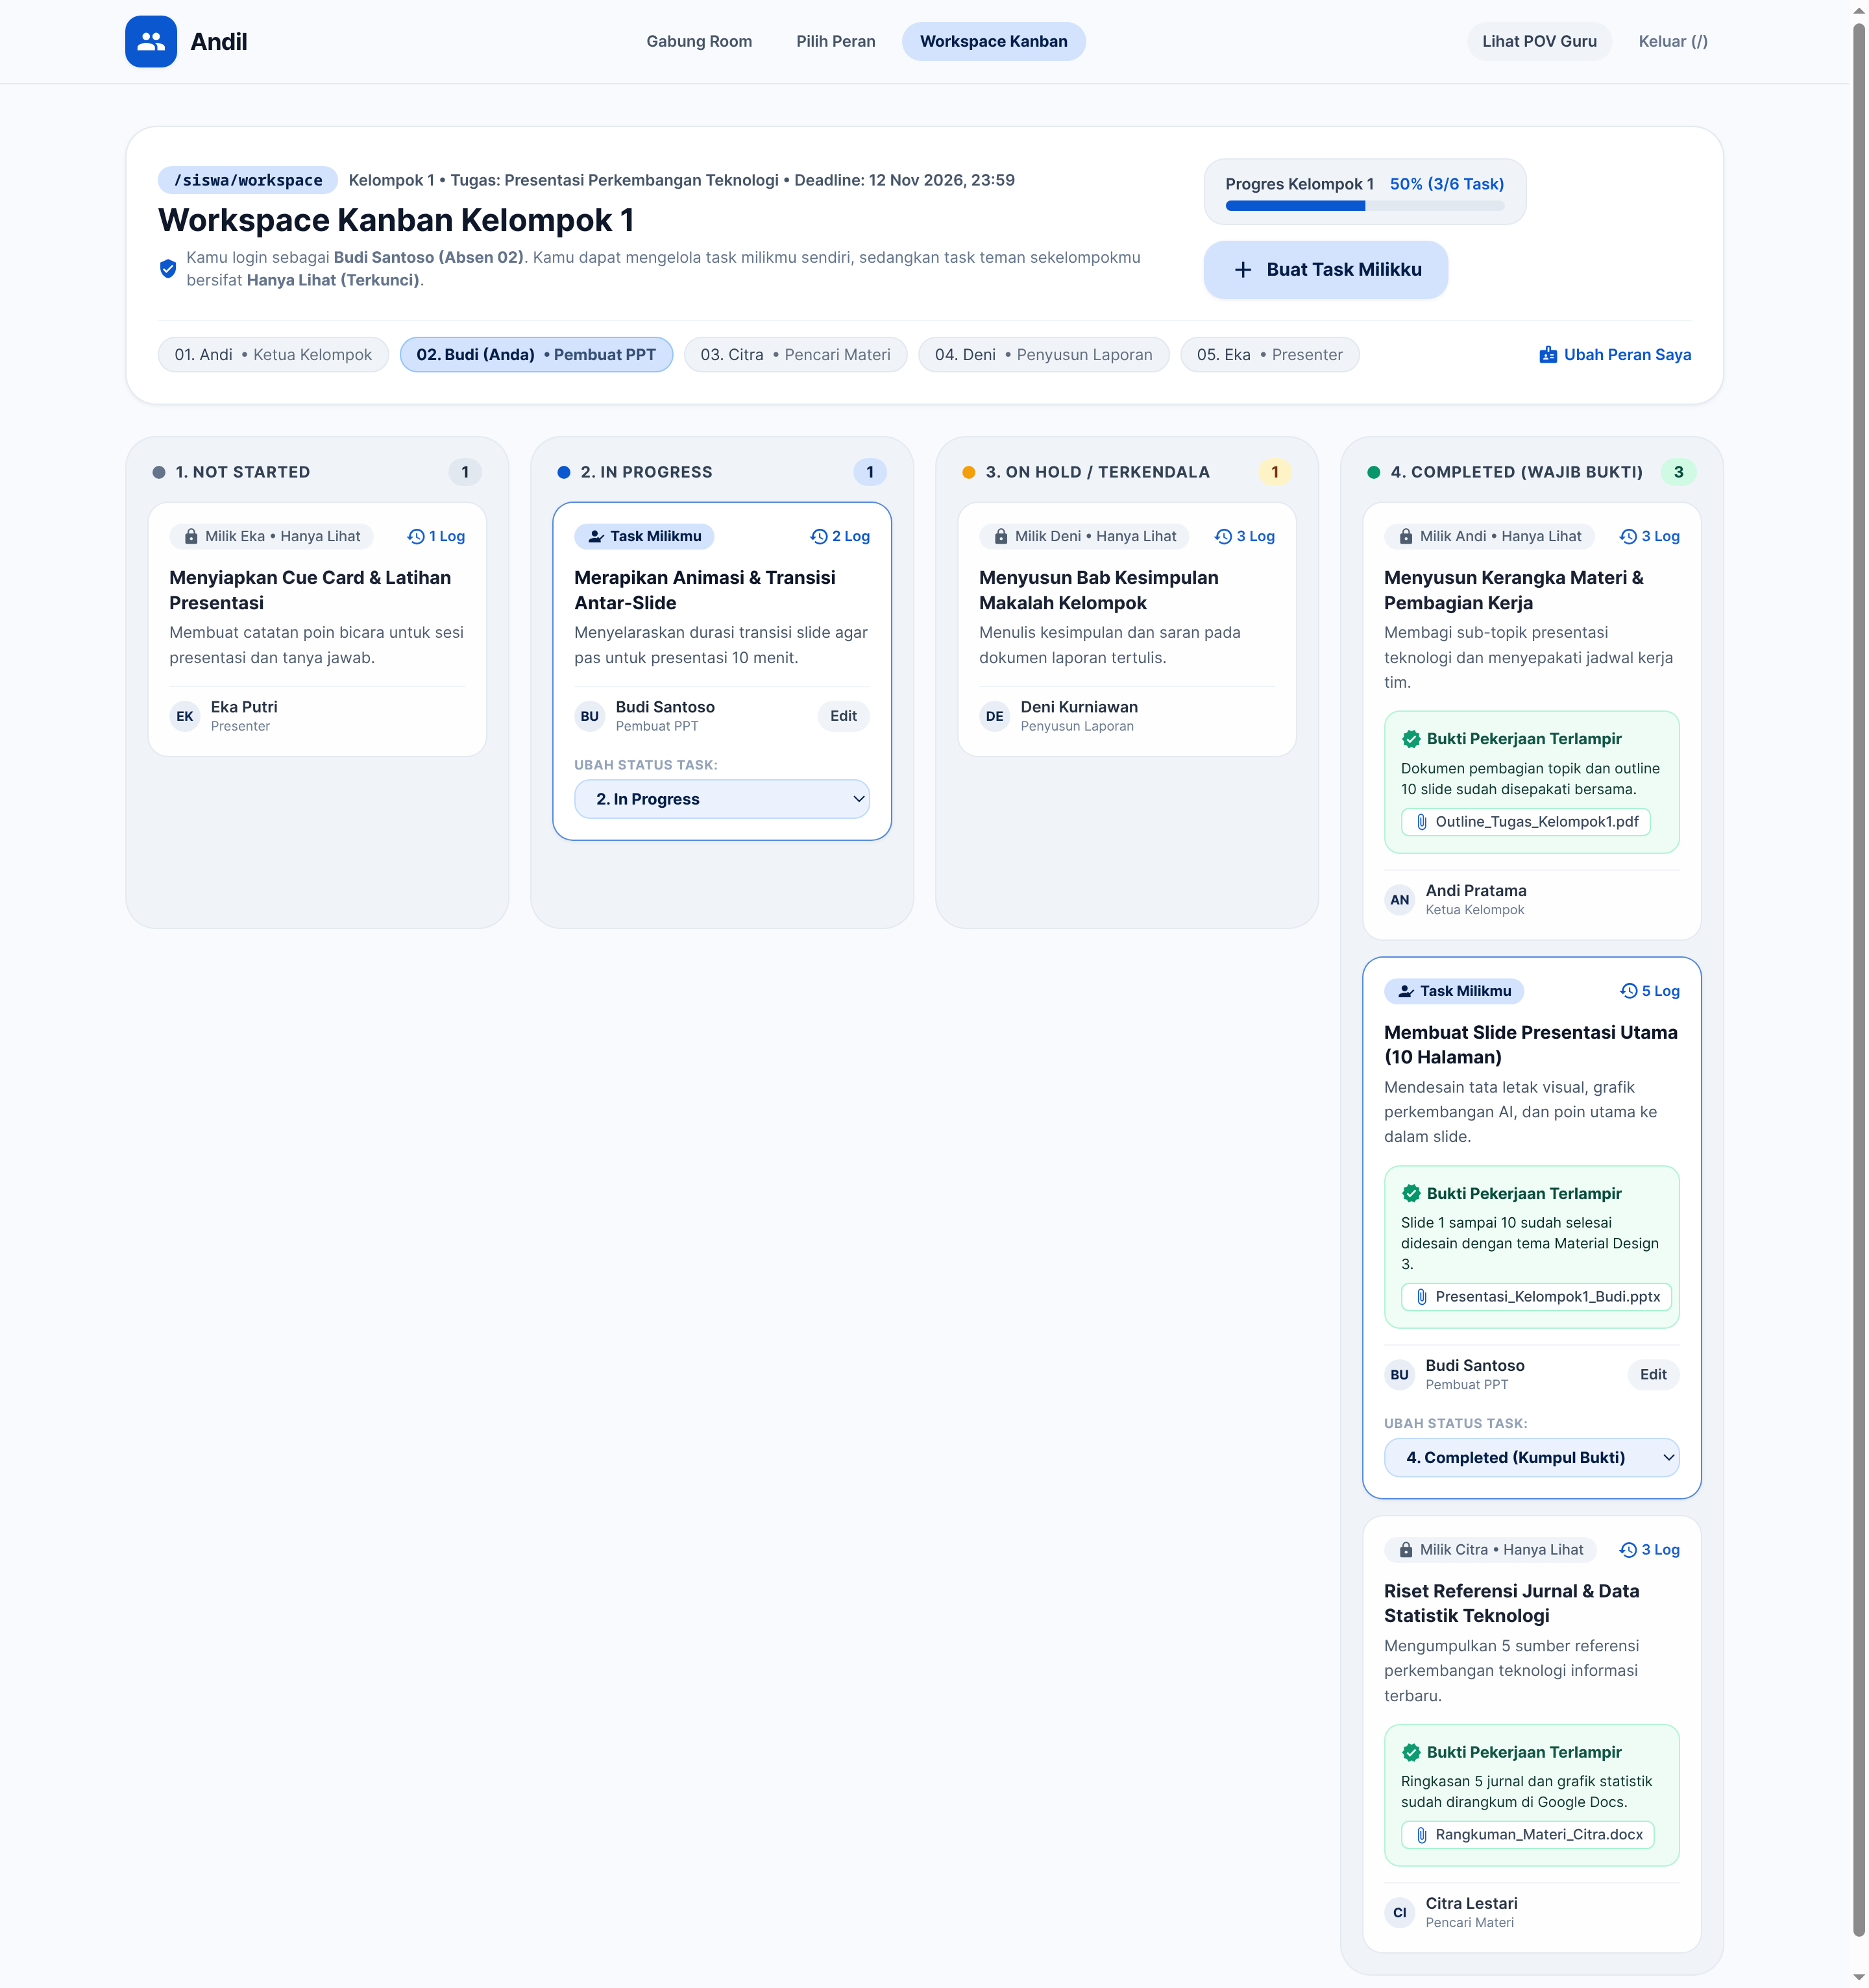 Andil
Gabung Room
Pilih Peran
Workspace Kanban
Lihat POV Guru
Keluar (/)
/siswa/workspace
Kelompok 1 • Tugas: Presentasi Perkembangan Teknologi • Deadline: 12 Nov 2026, 23:59
Workspace Kanban Kelompok 1
Kamu login sebagai Budi Santoso (Absen 02). Kamu dapat mengelola task milikmu sendiri, sedangkan task teman sekelompokmu
bersifat Hanya Lihat (Terkunci).
Progres Kelompok 1 50% (3/6 Task)
+ Buat Task Milikku
01. Andi • Ketua Kelompok
02. Budi (Anda) • Pembuat PPT
03. Citra • Pencari Materi
04. Deni • Penyusun Laporan
05. Eka • Presenter
Ubah Peran Saya
1. NOT STARTED 1
Milik Eka • Hanya Lihat
1 Log
Menyiapkan Cue Card & Latihan
Presentasi
Membuat catatan poin bicara untuk sesi
presentasi dan tanya jawab.
EK
Eka Putri
Presenter
2. IN PROGRESS 1
Task Milikmu
2 Log
Merapikan Animasi & Transisi
Antar-Slide
Menyelaraskan durasi transisi slide agar
pas untuk presentasi 10 menit.
BU
Budi Santoso
Pembuat PPT
Edit
UBAH STATUS TASK:
2. In Progress
3. ON HOLD / TERKENDALA 1
Milik Deni • Hanya Lihat
3 Log
Menyusun Bab Kesimpulan
Makalah Kelompok
Menulis kesimpulan dan saran pada
dokumen laporan tertulis.
DE
Deni Kurniawan
Penyusun Laporan
4. COMPLETED (WAJIB BUKTI) 3
Milik Andi • Hanya Lihat
3 Log
Menyusun Kerangka Materi &
Pembagian Kerja
Membagi sub-topik presentasi
teknologi dan menyepakati jadwal kerja
tim.
Bukti Pekerjaan Terlampir
Dokumen pembagian topik dan outline
10 slide sudah disepakati bersama.
Outline_Tugas_Kelompok1.pdf
AN
Andi Pratama
Ketua Kelompok
Task Milikmu
5 Log
Membuat Slide Presentasi Utama
(10 Halaman)
Mendesain tata letak visual, grafik
perkembangan AI, dan poin utama ke
dalam slide.
Bukti Pekerjaan Terlampir
Slide 1 sampai 10 sudah selesai
didesain dengan tema Material Design
3.
Presentasi_Kelompok1_Budi.pptx
BU
Budi Santoso
Pembuat PPT
Edit
UBAH STATUS TASK:
4. Completed (Kumpul Bukti)
Milik Citra • Hanya Lihat
3 Log
Riset Referensi Jurnal & Data
Statistik Teknologi
Mengumpulkan 5 sumber referensi
perkembangan teknologi informasi
terbaru.
Bukti Pekerjaan Terlampir
Ringkasan 5 jurnal dan grafik statistik
sudah dirangkum di Google Docs.
Rangkuman_Materi_Citra.docx
CI
Citra Lestari
Pencari Materi